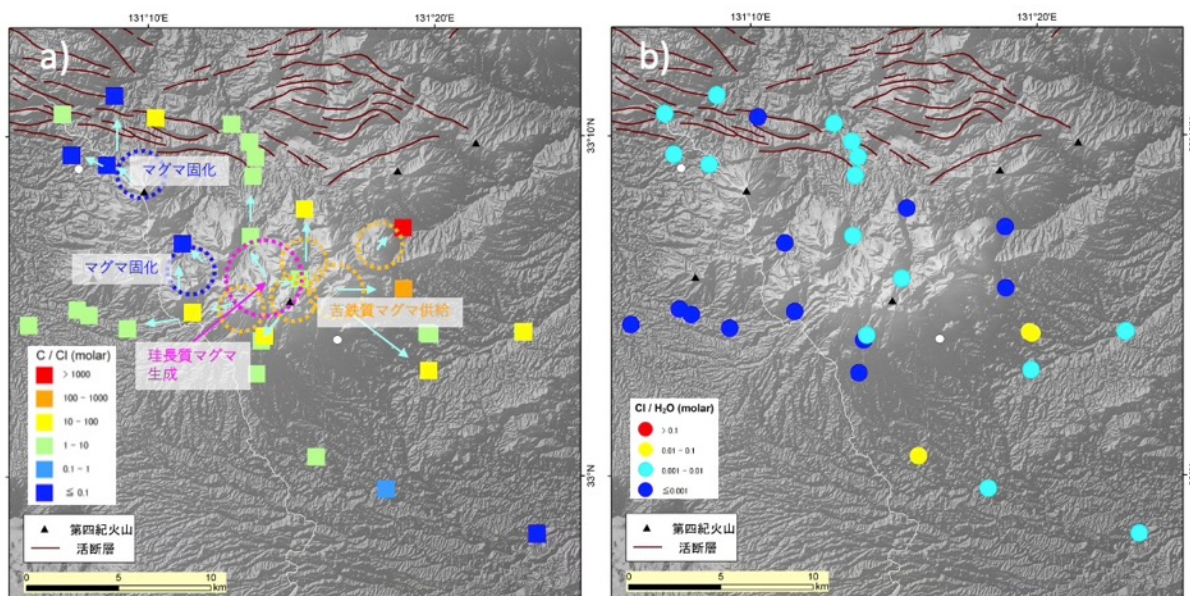 131°10'0"E
131°20'0"E
a)
マグマ固化
マグマ固化
苦鉄質マグマ供給
珪長質マグマ
生成
C / Cl (molar)
> 1000
100 - 1000
10 - 100
1 - 10
0.1 - 1
≦ 0.1
第四紀火山
活断層
0
5
10
km
131°10'0"E
131°20'0"E
b)
33°10'N
33°N
Cl / H₂O (molar)
> 0.1
0.01 - 0.1
0.001 - 0.01
≦0.001
第四紀火山
活断層
0
5
10
km